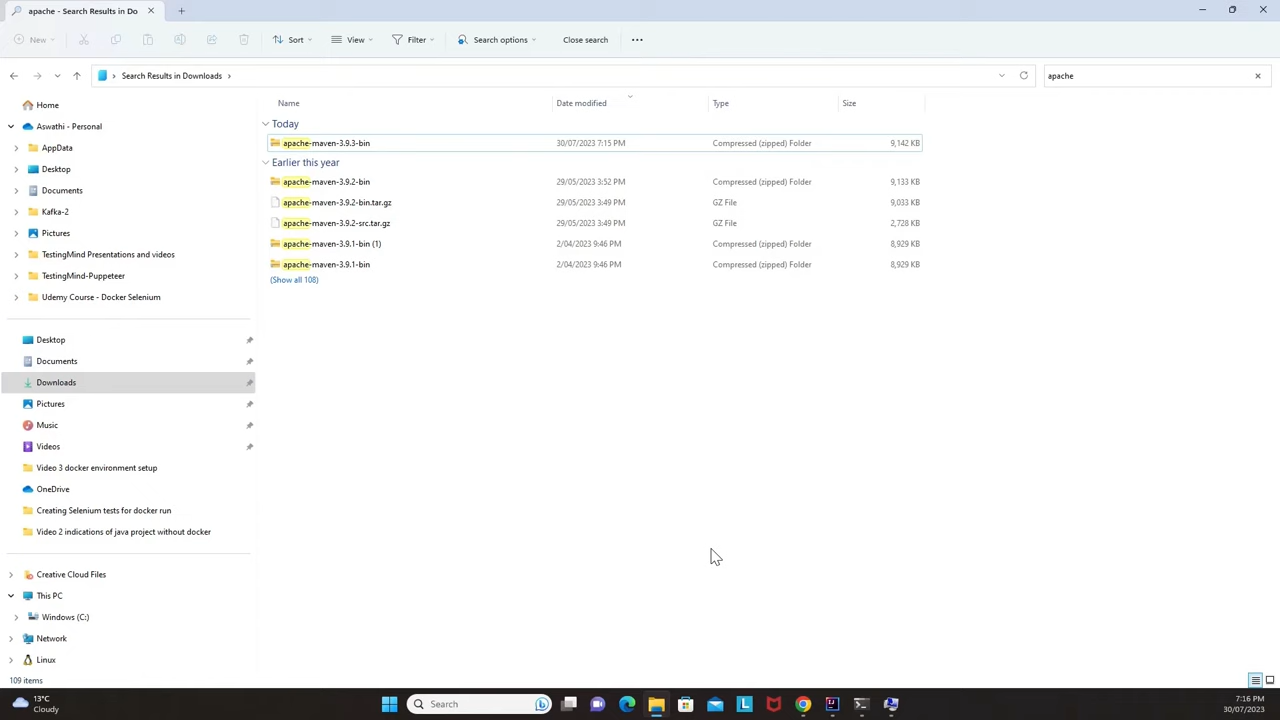 apache - Search Results in Do
New
Sort
View
Filter
Search options
Close search
Search Results in Downloads
apache
Home
Aswathi - Personal
AppData
Desktop
Documents
Kafka-2
Pictures
TestingMind Presentations and videos
TestingMind-Puppeteer
Udemy Course - Docker Selenium
Desktop
Documents
Downloads
Pictures
Music
Videos
Video 3 docker environment setup
OneDrive
Creating Selenium tests for docker run
Video 2 indications of java project without docker
Creative Cloud Files
This PC
Windows (C:)
Network
Linux
Name Date modified Type Size
Today
apache-maven-3.9.3-bin 30/07/2023 7:15 PM Compressed (zipped) Folder 9,142 KB
Earlier this year
apache-maven-3.9.2-bin 29/05/2023 3:52 PM Compressed (zipped) Folder 9,133 KB
apache-maven-3.9.2-bin.tar.gz 29/05/2023 3:49 PM GZ File 9,033 KB
apache-maven-3.9.2-src.tar.gz 29/05/2023 3:49 PM GZ File 2,728 KB
apache-maven-3.9.1-bin (1) 2/04/2023 9:46 PM Compressed (zipped) Folder 8,929 KB
apache-maven-3.9.1-bin 2/04/2023 9:46 PM Compressed (zipped) Folder 8,929 KB
(Show all 108)
109 items
13°C
Cloudy
Search
7:16 PM
30/07/2023